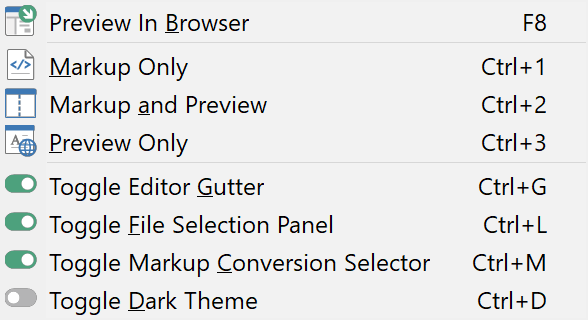 Preview In Browser F8
Markup Only Ctrl+1
Markup and Preview Ctrl+2
Preview Only Ctrl+3
Toggle Editor Gutter Ctrl+G
Toggle File Selection Panel Ctrl+L
Toggle Markup Conversion Selector Ctrl+M
Toggle Dark Theme Ctrl+D